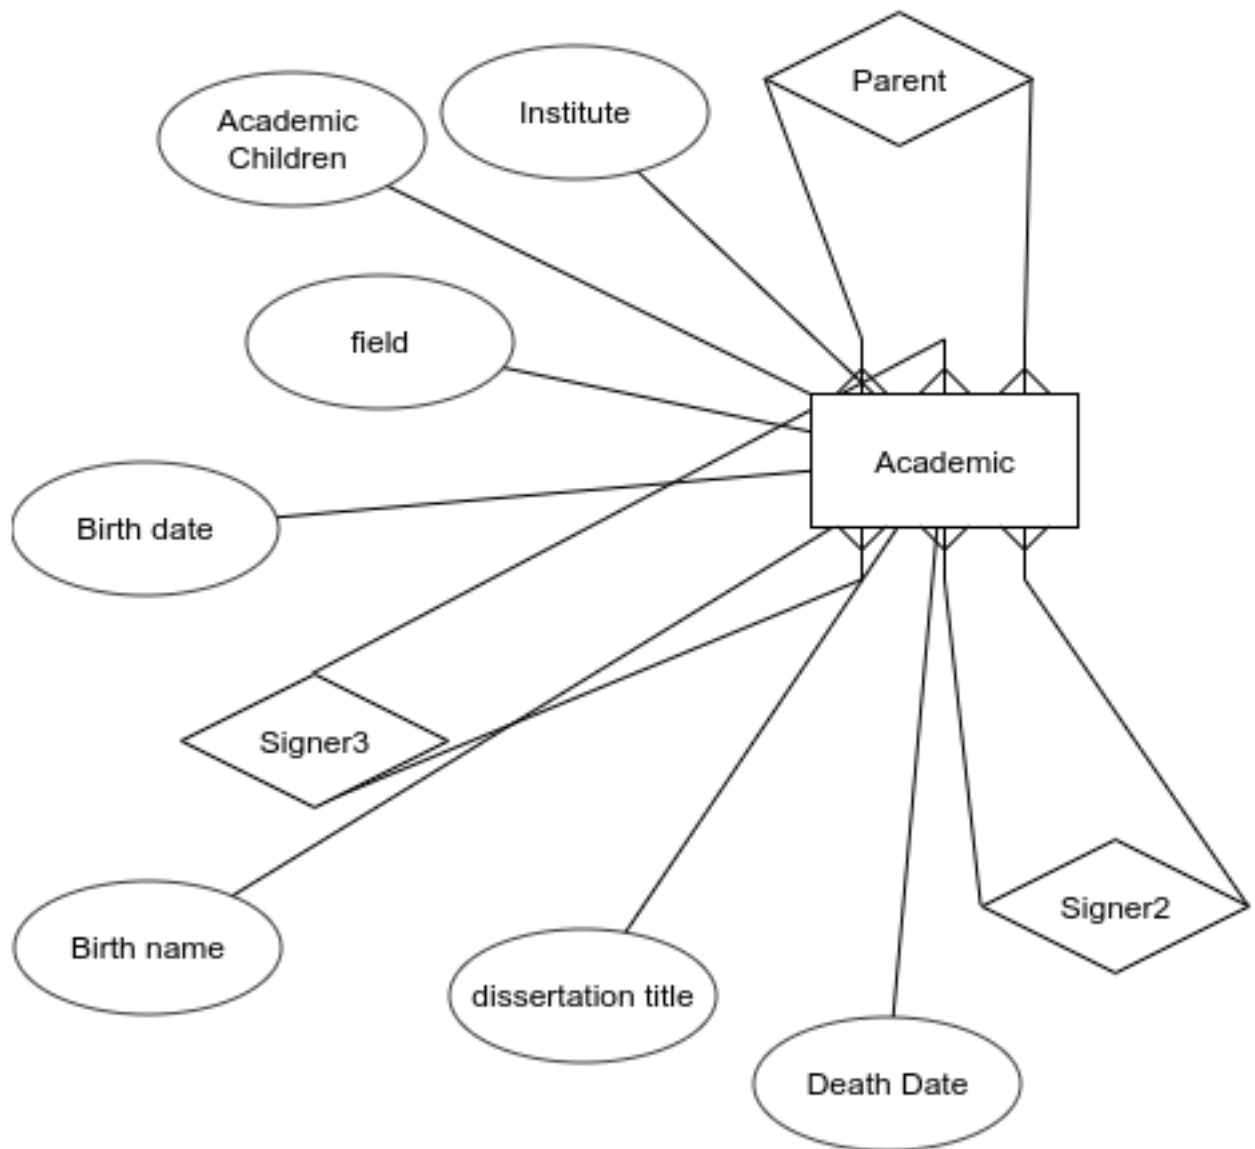 Parent
Institute
Academic
Children
field
Academic
Birth date
Signer3
Signer2
Birth name
dissertation title
Death Date